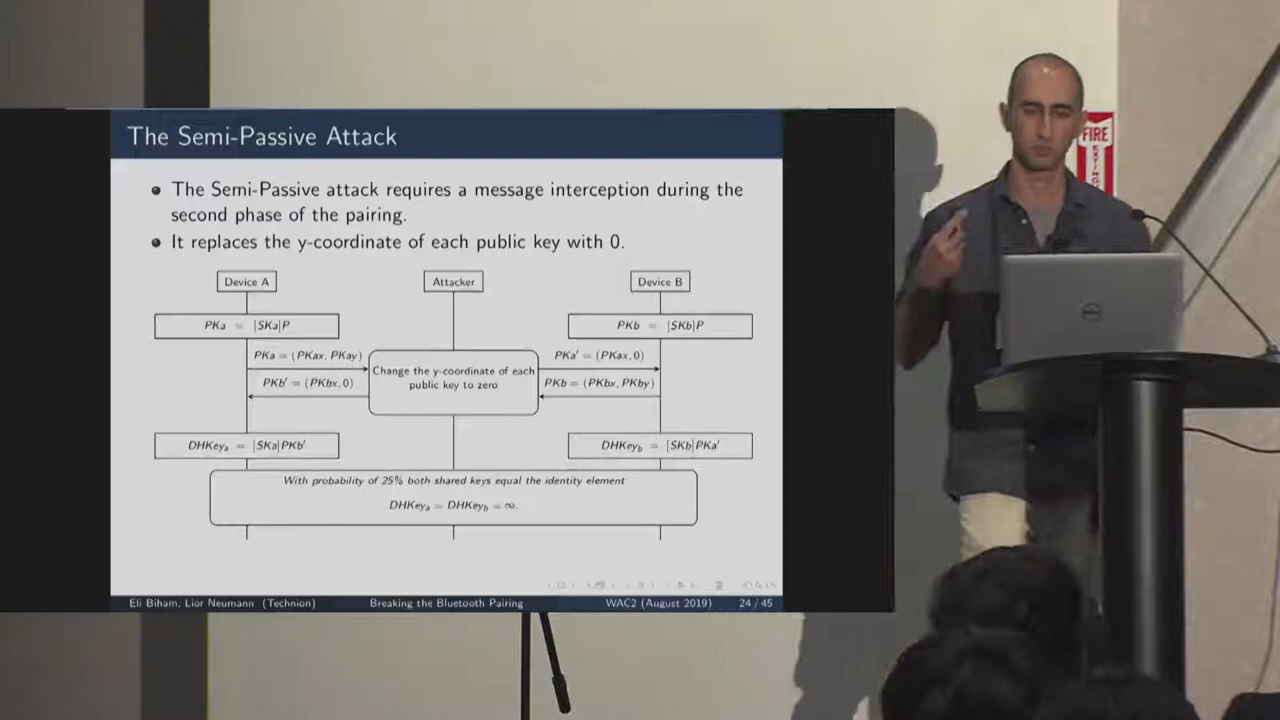 The Semi-Passive Attack
The Semi-Passive attack requires a message interception during the
second phase of the pairing.
It replaces the y-coordinate of each public key with 0.
Device A
Attacker
Device B
PKa = |SKa|P
PKb = |SKb|P
PKa = (PKax, PKay)
PKa' = (PKax, 0)
Change the y-coordinate of each
public key to zero
PKb' = (PKbx, 0)
PKb = (PKbx, PKby)
DHKeya = |SKa|PKb'
DHKeyb = |SKb|PKa'
With probability of 25% both shared keys equal the identity element
DHKeya = DHKeyb = ∞.
Eli Biham, Lior Neumann (Technion)
Breaking the Bluetooth Pairing
WAC2 (August 2019)
24 / 45
FIRE
DELL